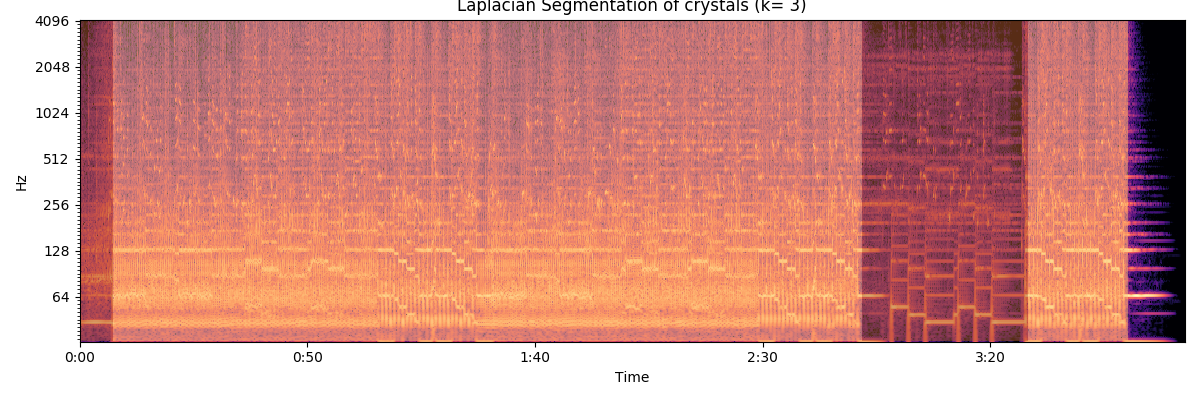 Laplacian Segmentation of crystals (k= 3)
4096
2048
1024
512
256
128
64
Hz
0:00 0:50 1:40 2:30 3:20
Time